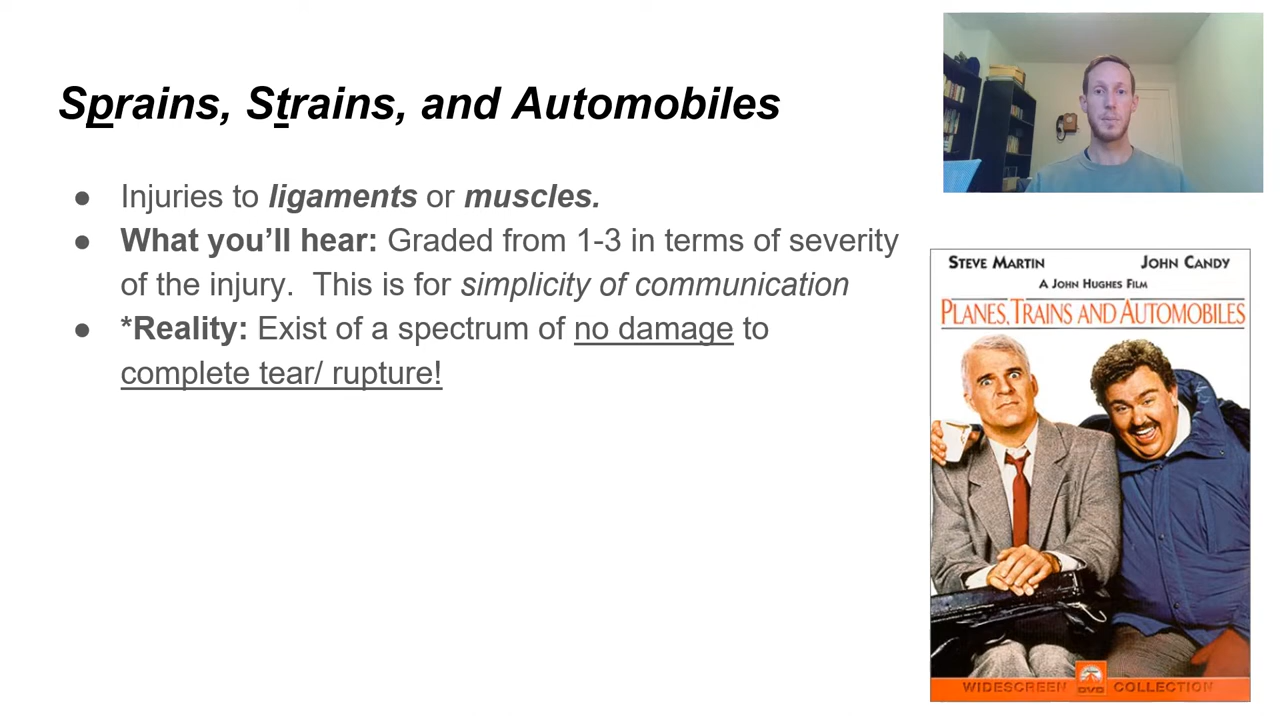 Sprains, Strains, and Automobiles
● Injuries to ligaments or muscles.
● What you’ll hear: Graded from 1-3 in terms of severity
of the injury.  This is for simplicity of communication
● *Reality: Exist of a spectrum of no damage to
complete tear/ rupture!
STEVE MARTIN JOHN CANDY
A JOHN HUGHES FILM
PLANES, TRAINS AND AUTOMOBILES
WIDESCREEN DVD COLLECTION